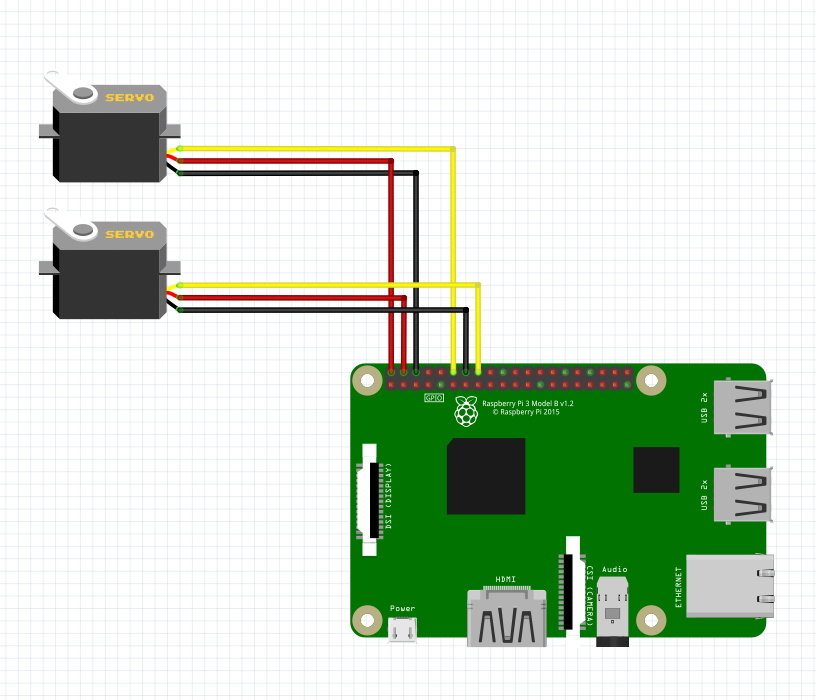 SERVO
SERVO
GPIO
Raspberry Pi 3 Model B v1.2
© Raspberry Pi 2015
USB 2x
DSI (DISPLAY)
USB 2x
HDMI
CSI (CAMERA)
Audio
ETHERNET
Power